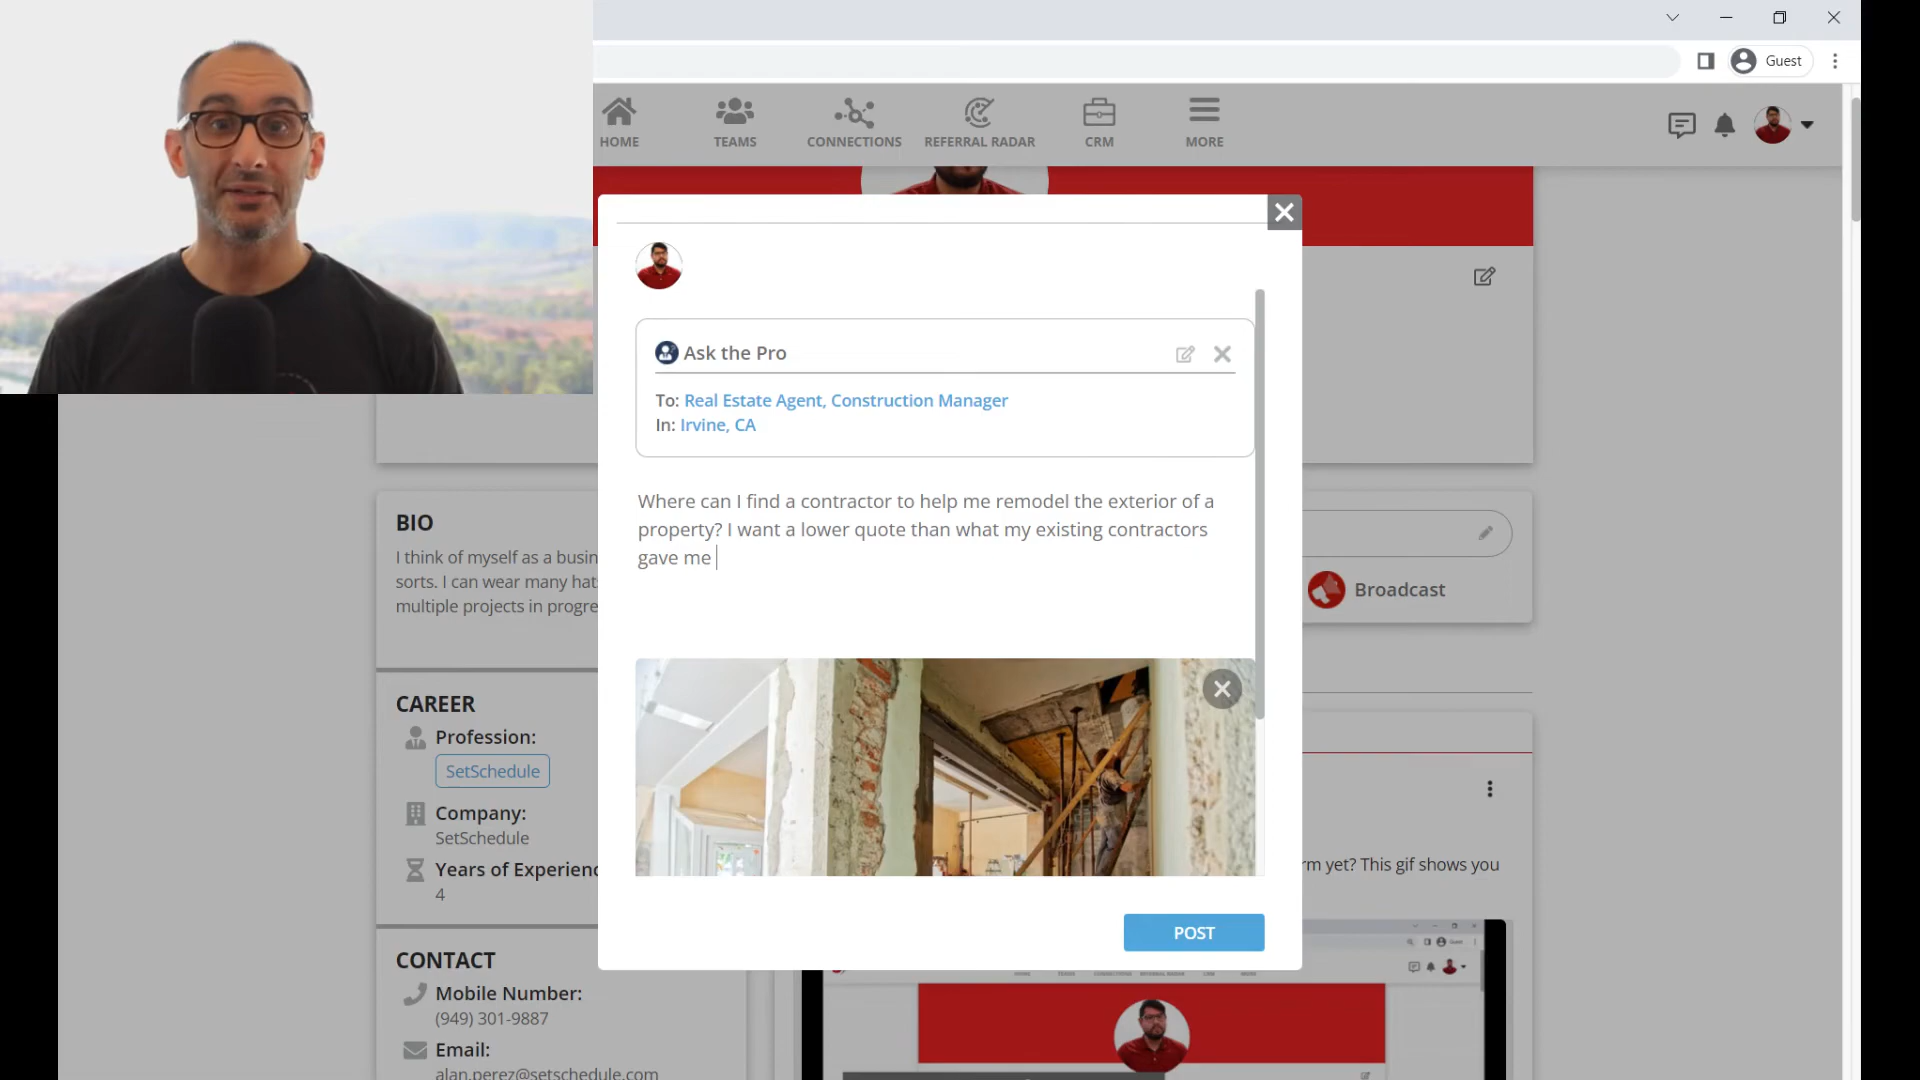 Guest
HOME
TEAMS
CONNECTIONS
REFERRAL RADAR
CRM
MORE
Ask the Pro
To: Real Estate Agent, Construction Manager
In: Irvine, CA
Where can I find a contractor to help me remodel the exterior of a
property? I want a lower quote than what my existing contractors
gave me
POST
BIO
I think of myself as a busin
sorts. I can wear many hat
multiple projects in progre
CAREER
Profession:
SetSchedule
Company:
SetSchedule
Years of Experienc
4
CONTACT
Mobile Number:
(949) 301-9887
Email:
alan.perez@setschedule.com
Broadcast
rm yet? This gif shows you